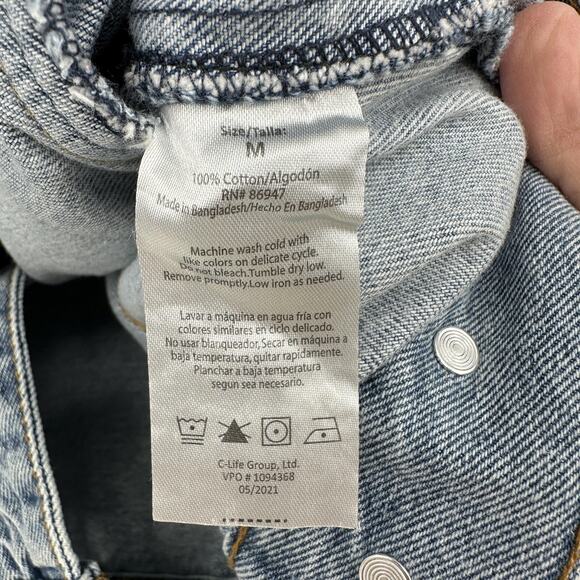 Size/Talla:
M
100% Cotton/Algodón
RN# 86947
Made in Bangladesh/Hecho En Bangladesh
Machine wash cold with
like colors on delicate cycle.
Do not bleach.Tumble dry low.
Remove promptly.Low iron as needed.
Lavar a máquina en agua fría con
colores similares en ciclo delicado.
No usar blanqueador, Secar en máquina a
baja temperatura, quitar rapidamente.
Planchar a baja temperatura
segun sea necesario.
C-Life Group, Ltd.
VPO # 1094368
05/2021